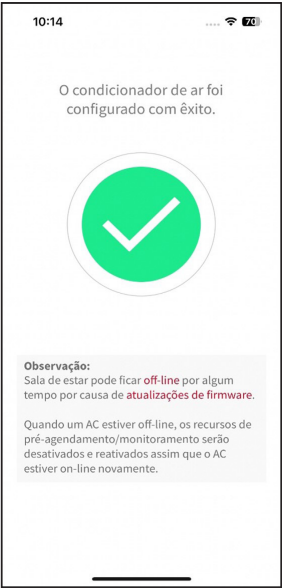 10:14
70
O condicionador de ar foi
configurado com êxito.
Observação:
Sala de estar pode ficar off-line por algum
tempo por causa de atualizações de firmware.
Quando um AC estiver off-line, os recursos de
pré-agendamento/monitoramento serão
desativados e reativados assim que o AC
estiver on-line novamente.